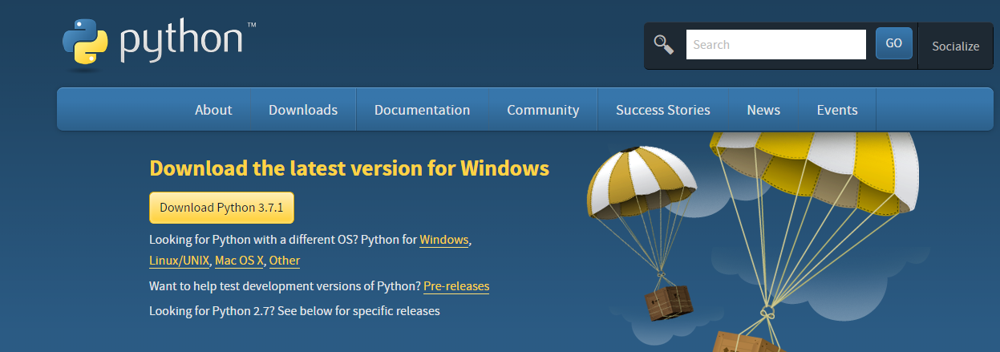 python™
Search
GO
Socialize
About
Downloads
Documentation
Community
Success Stories
News
Events
Download the latest version for Windows
Download Python 3.7.1
Looking for Python with a different OS? Python for Windows,
Linux/UNIX, Mac OS X, Other
Want to help test development versions of Python? Pre-releases
Looking for Python 2.7? See below for specific releases